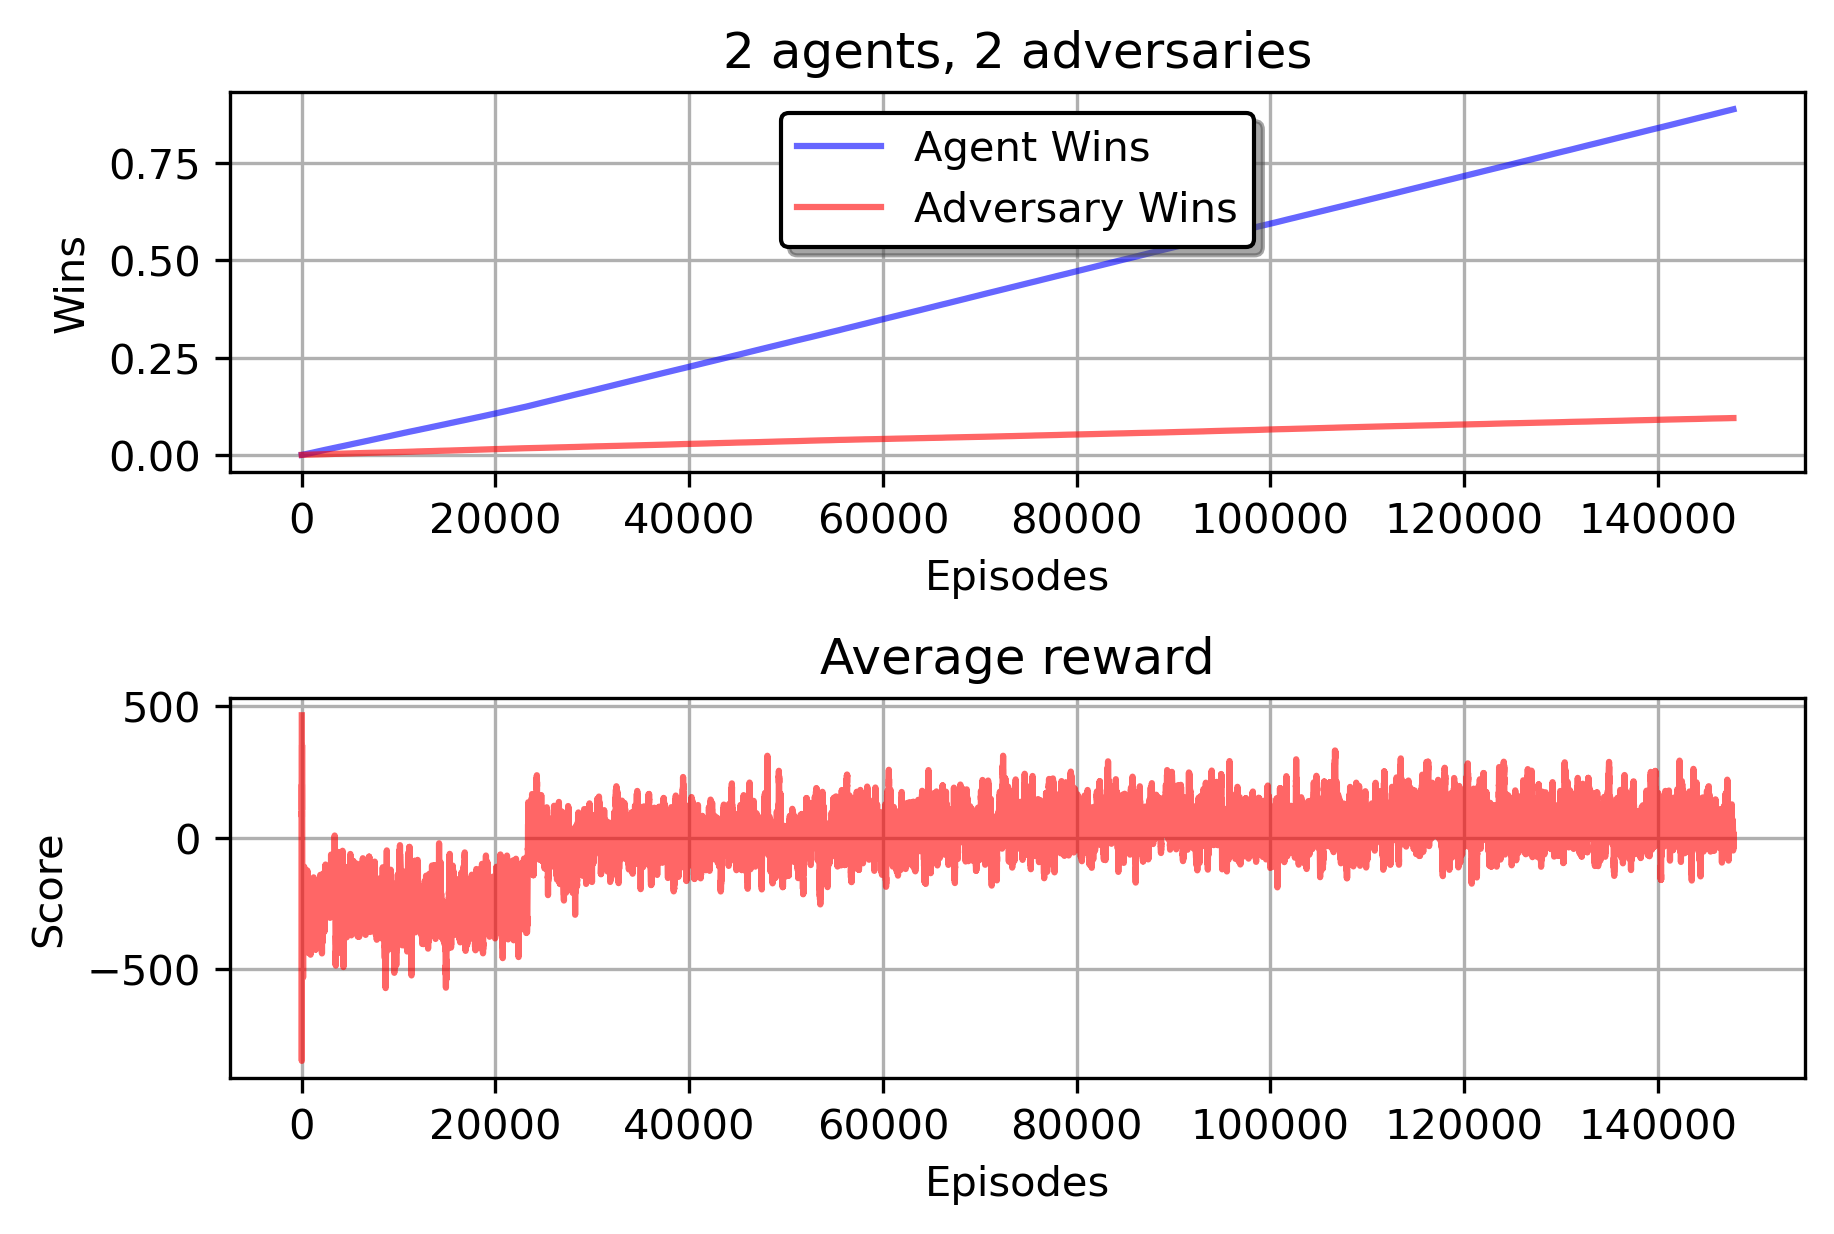 2 agents, 2 adversaries
Agent Wins
Adversary Wins
Wins
0.75
0.50
0.25
0.00
0 20000 40000 60000 80000 100000 120000 140000
Episodes
Average reward
Score
500
0
−500
0 20000 40000 60000 80000 100000 120000 140000
Episodes